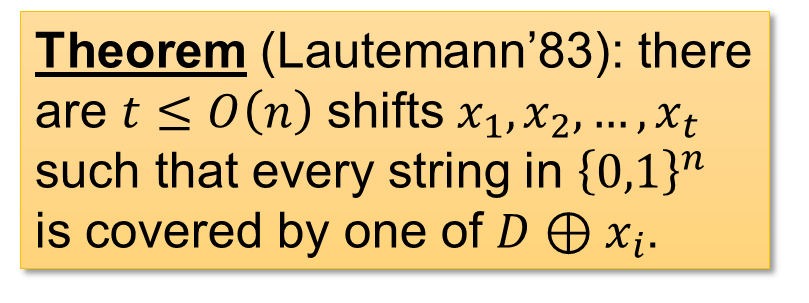 Theorem (Lautemann’83): there
are t ≤ O(n) shifts x₁, x₂, … , xₜ
such that every string in {0,1}ⁿ
is covered by one of D ⊕ xᵢ.